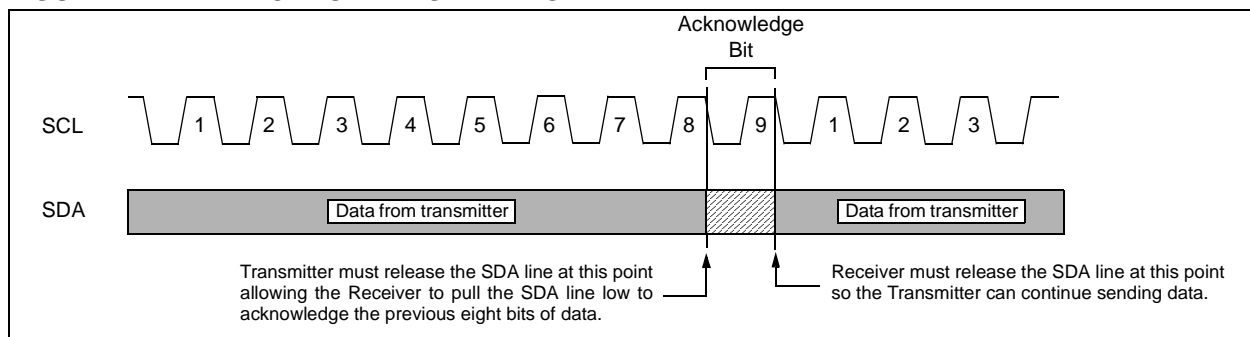 Acknowledge
Bit
SCL
1 2 3 4 5 6 7 8 9 1 2 3
SDA
Data from transmitter
Data from transmitter
Transmitter must release the SDA line at this point
allowing the Receiver to pull the SDA line low to
acknowledge the previous eight bits of data.
Receiver must release the SDA line at this point
so the Transmitter can continue sending data.